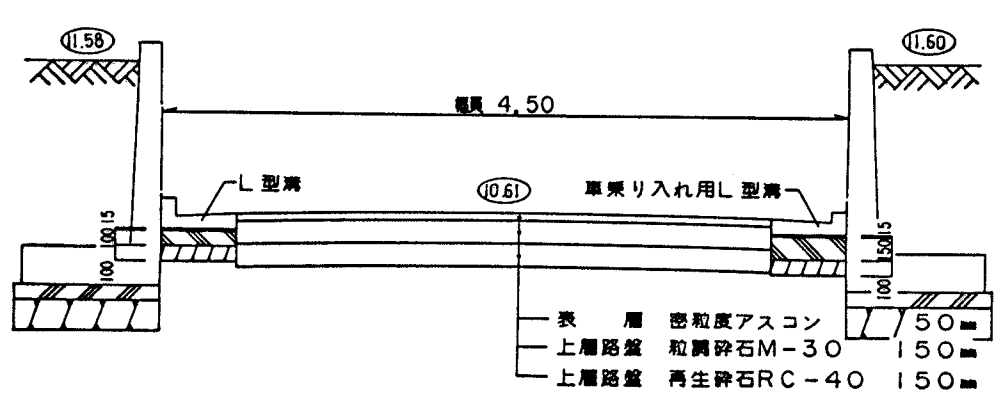 11.58
11.60
幅員 4.50
L型溝
10.61
車乗り入れ用L型溝
15
100
100
15
150
100
表 層 密粒度アスコン 50mm
上層路盤 粒調砕石M-30 150mm
上層路盤 再生砕石RC-40 150mm